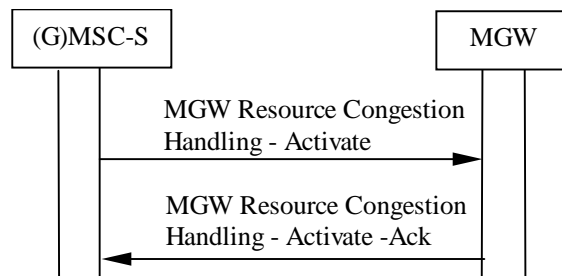 (G)MSC-S
MGW
MGW Resource Congestion
Handling - Activate
MGW Resource Congestion
Handling - Activate -Ack